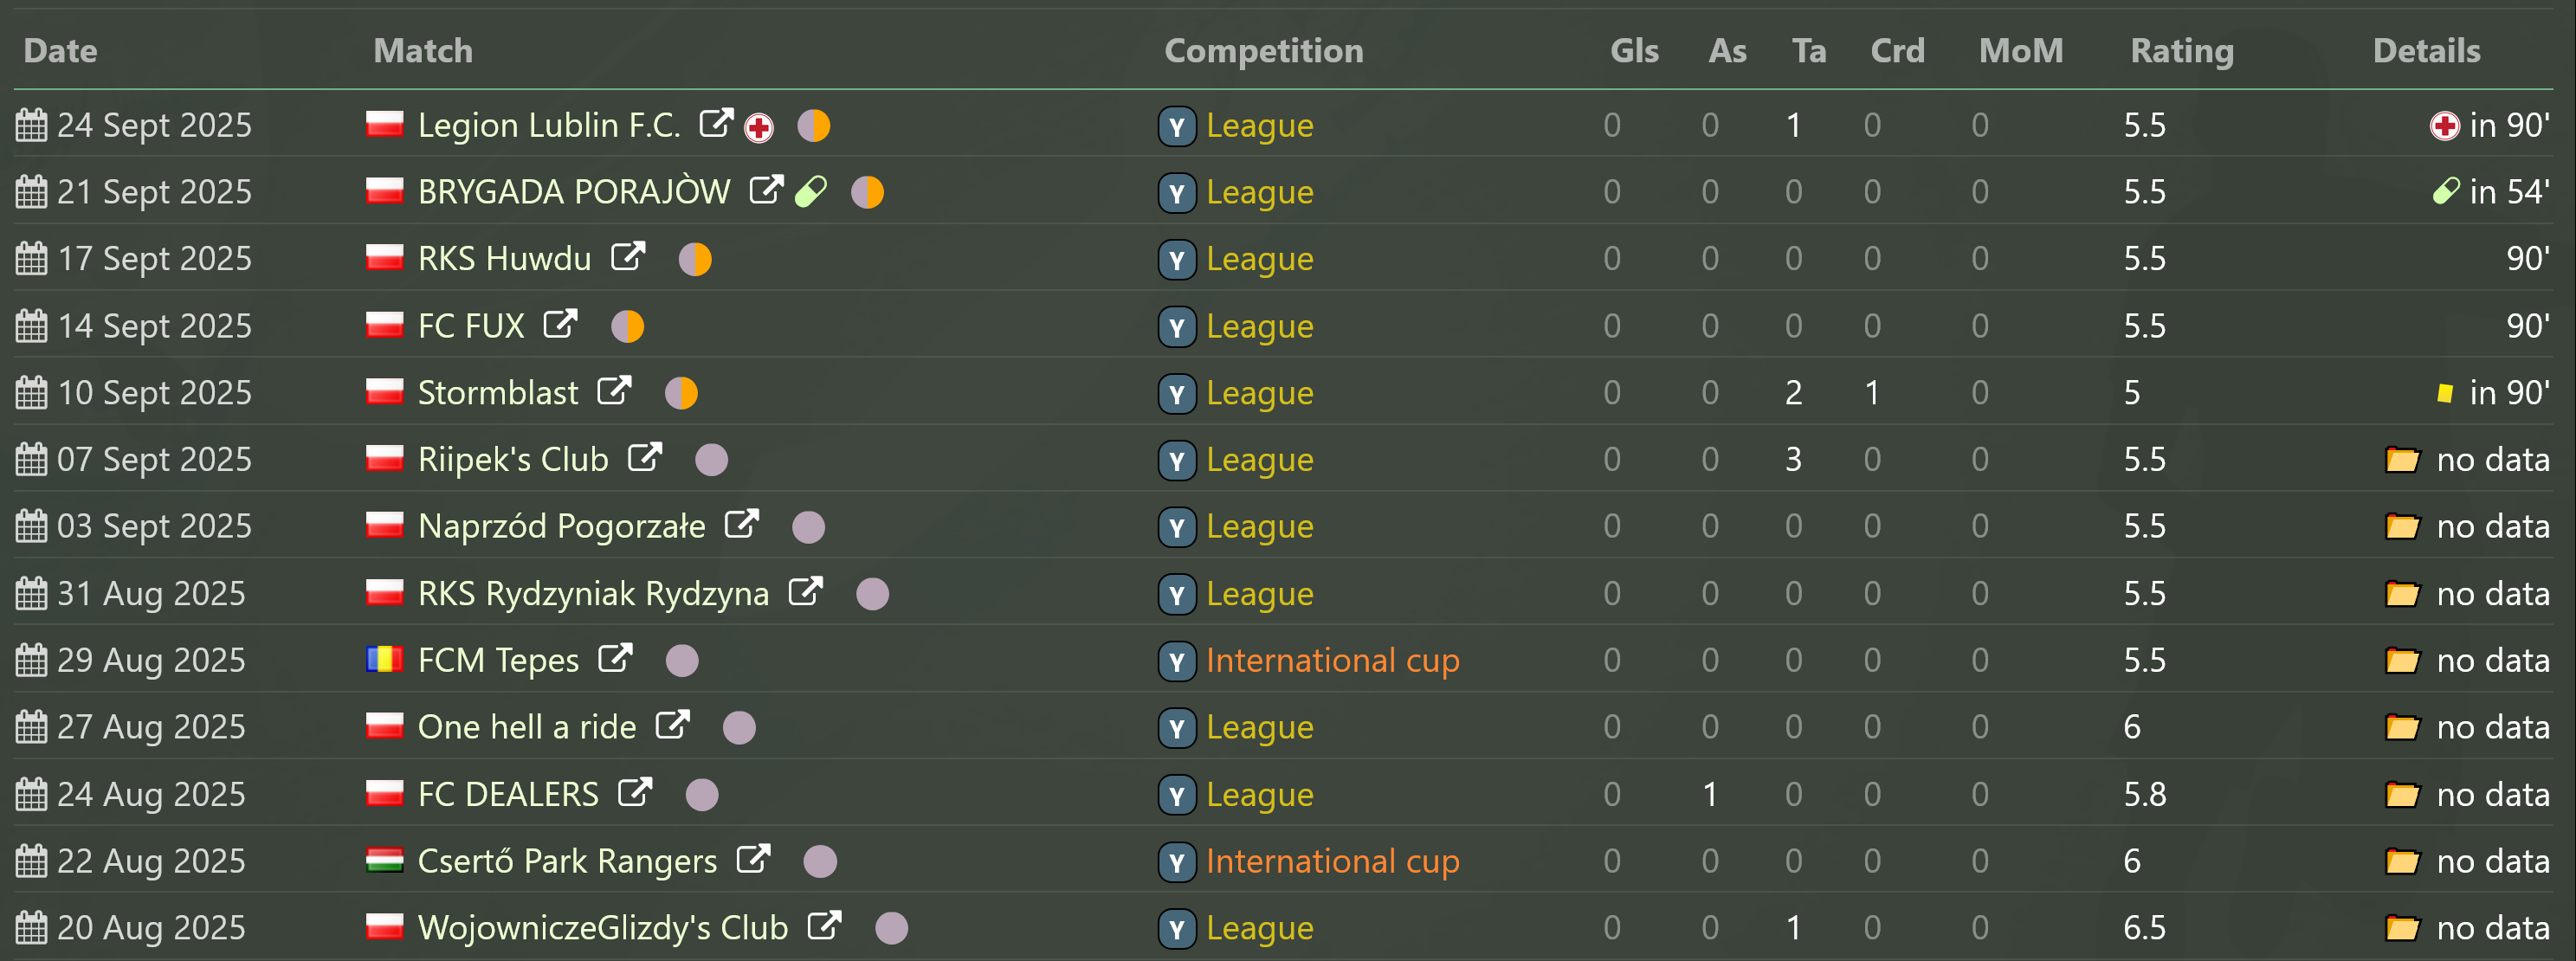 Date Match Competition Gls As Ta Crd MoM Rating Details
24 Sept 2025 Legion Lublin F.C. Y League 0 0 1 0 0 5.5 in 90'
21 Sept 2025 BRYGADA PORAJÒW Y League 0 0 0 0 0 5.5 in 54'
17 Sept 2025 RKS Huwdu Y League 0 0 0 0 0 5.5 90'
14 Sept 2025 FC FUX Y League 0 0 0 0 0 5.5 90'
10 Sept 2025 Stormblast Y League 0 0 2 1 0 5 in 90'
07 Sept 2025 Riipek's Club Y League 0 0 3 0 0 5.5 no data
03 Sept 2025 Naprzód Pogorzałe Y League 0 0 0 0 0 5.5 no data
31 Aug 2025 RKS Rydzyniak Rydzyna Y League 0 0 0 0 0 5.5 no data
29 Aug 2025 FCM Tepes Y International cup 0 0 0 0 0 5.5 no data
27 Aug 2025 One hell a ride Y League 0 0 0 0 0 6 no data
24 Aug 2025 FC DEALERS Y League 0 1 0 0 0 5.8 no data
22 Aug 2025 Csertő Park Rangers Y International cup 0 0 0 0 0 6 no data
20 Aug 2025 WojowniczeGlizdy's Club Y League 0 0 1 0 0 6.5 no data